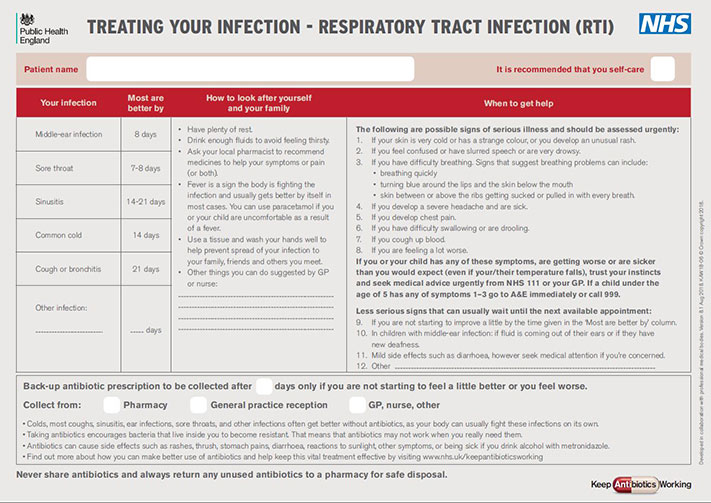 Public Health
England
TREATING YOUR INFECTION - RESPIRATORY TRACT INFECTION (RTI)
NHS
Patient name
It is recommended that you self-care
Your infection
Most are
better by
How to look after yourself
and your family
When to get help
Middle-ear infection
8 days
Sore throat
7-8 days
Sinusitis
14-21 days
Common cold
14 days
Cough or bronchitis
21 days
Other infection:
days
• Have plenty of rest.
• Drink enough fluids to avoid feeling thirsty.
• Ask your local pharmacist to recommend
medicines to help your symptoms or pain
(or both).
• Fever is a sign the body is fighting the
infection and usually gets better by itself in
most cases. You can use paracetamol if you
or your child are uncomfortable as a result
of a fever.
• Use a tissue and wash your hands well to
help prevent spread of your infection to
your family, friends and others you meet.
• Other things you can do suggested by GP
or nurse:
The following are possible signs of serious illness and should be assessed urgently:
1. If your skin is very cold or has a strange colour, or you develop an unusual rash.
2. If you feel confused or have slurred speech or are very drowsy.
3. If you have difficulty breathing. Signs that suggest breathing problems can include:
• breathing quickly
• turning blue around the lips and the skin below the mouth
• skin between or above the ribs getting sucked or pulled in with every breath.
4. If you develop a severe headache and are sick.
5. If you develop chest pain.
6. If you have difficulty swallowing or are drooling.
7. If you cough up blood.
8. If you are feeling a lot worse.
If you or your child has any of these symptoms, are getting worse or are sicker
than you would expect (even if your/their temperature falls), trust your instincts
and seek medical advice urgently from NHS 111 or your GP. If a child under the
age of 5 has any of symptoms 1–3 go to A&E immediately or call 999.
Less serious signs that can usually wait until the next available appointment:
9. If you are not starting to improve a little by the time given in the 'Most are better by' column.
10. In children with middle-ear infection: if fluid is coming out of their ears or if they have
new deafness.
11. Mild side effects such as diarrhoea, however seek medical attention if you're concerned.
12. Other
Back-up antibiotic prescription to be collected after days only if you are not starting to feel a little better or you feel worse.
Collect from:
Pharmacy
General practice reception
GP, nurse, other
• Colds, most coughs, sinusitis, ear infections, sore throats, and other infections often get better without antibiotics, as your body can usually fight these infections on its own.
• Taking antibiotics encourages bacteria that live inside you to become resistant. That means that antibiotics may not work when you really need them.
• Antibiotics can cause side effects such as rashes, thrush, stomach pains, diarrhoea, reactions to sunlight, other symptoms, or being sick if you drink alcohol with metronidazole.
• Find out more about how you can make better use of antibiotics and help keep this vital treatment effective by visiting www.nhs.uk/keepantibioticsworking
Never share antibiotics and always return any unused antibiotics to a pharmacy for safe disposal.
Keep Antibiotics Working